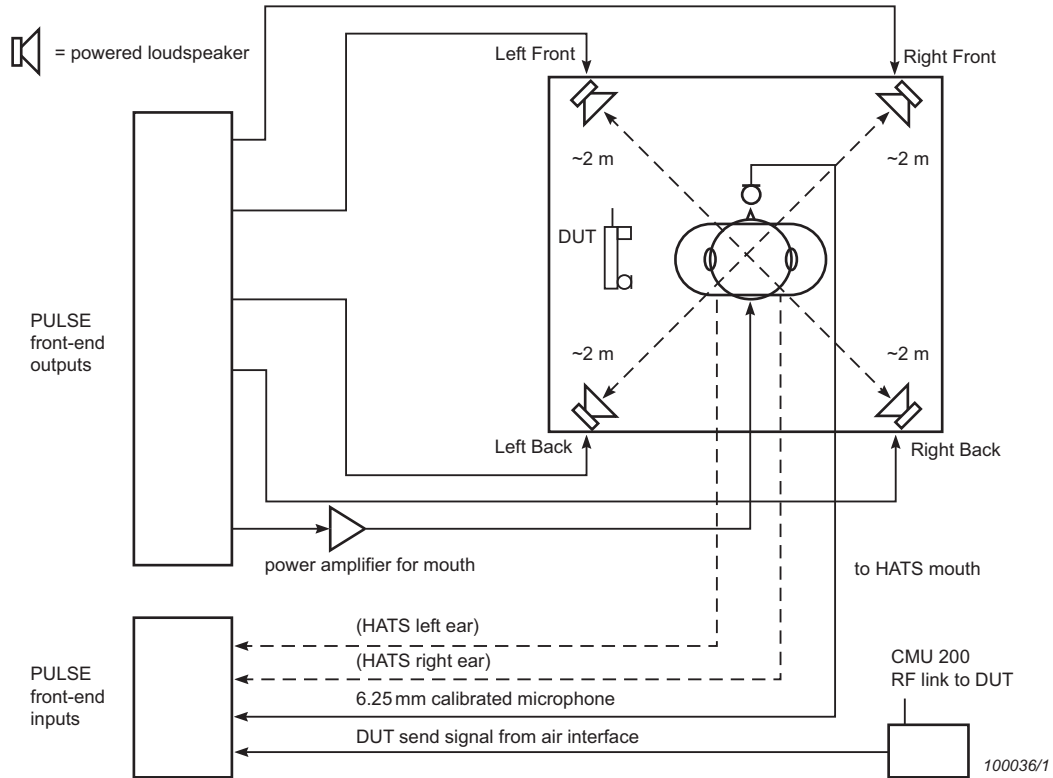 = powered loudspeaker
Left Front
Right Front
~2 m
~2 m
DUT
PULSE
front-end
outputs
~2 m
~2 m
Left Back
Right Back
power amplifier for mouth
to HATS mouth
(HATS left ear)
(HATS right ear)
PULSE
front-end
inputs
6.25 mm calibrated microphone
DUT send signal from air interface
CMU 200
RF link to DUT
100036/1